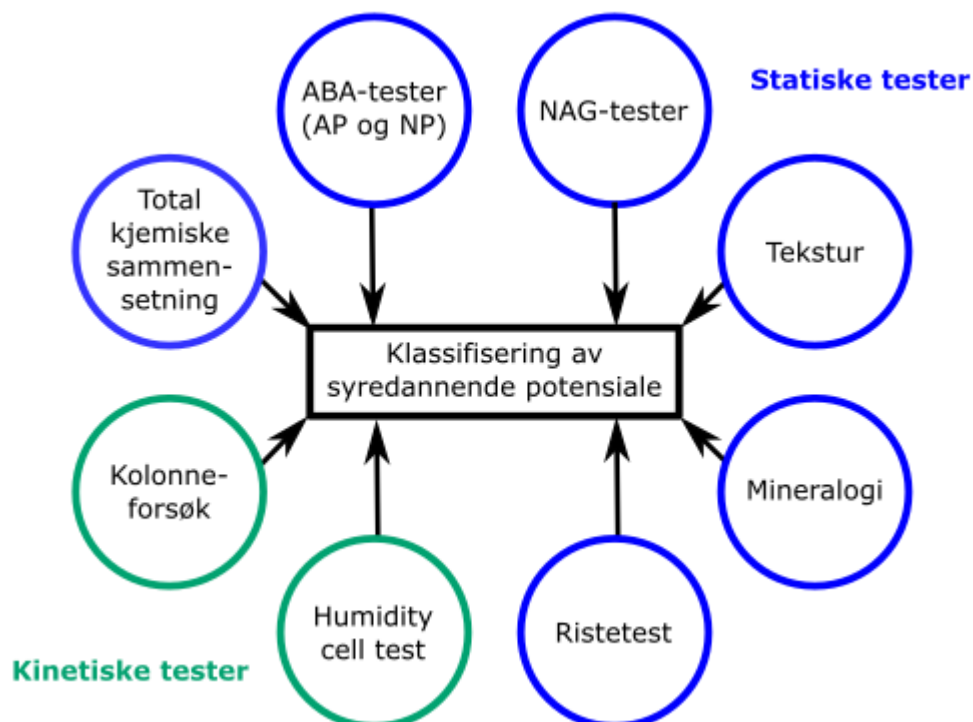 ABA-tester
(AP og NP)
NAG-tester
Statiske tester
Total
kjemiske
sammen-
setning
Tekstur
Klassifisering av
syredannende potensiale
Kolonne-
forsøk
Mineralogi
Humidity
cell test
Ristetest
Kinetiske tester